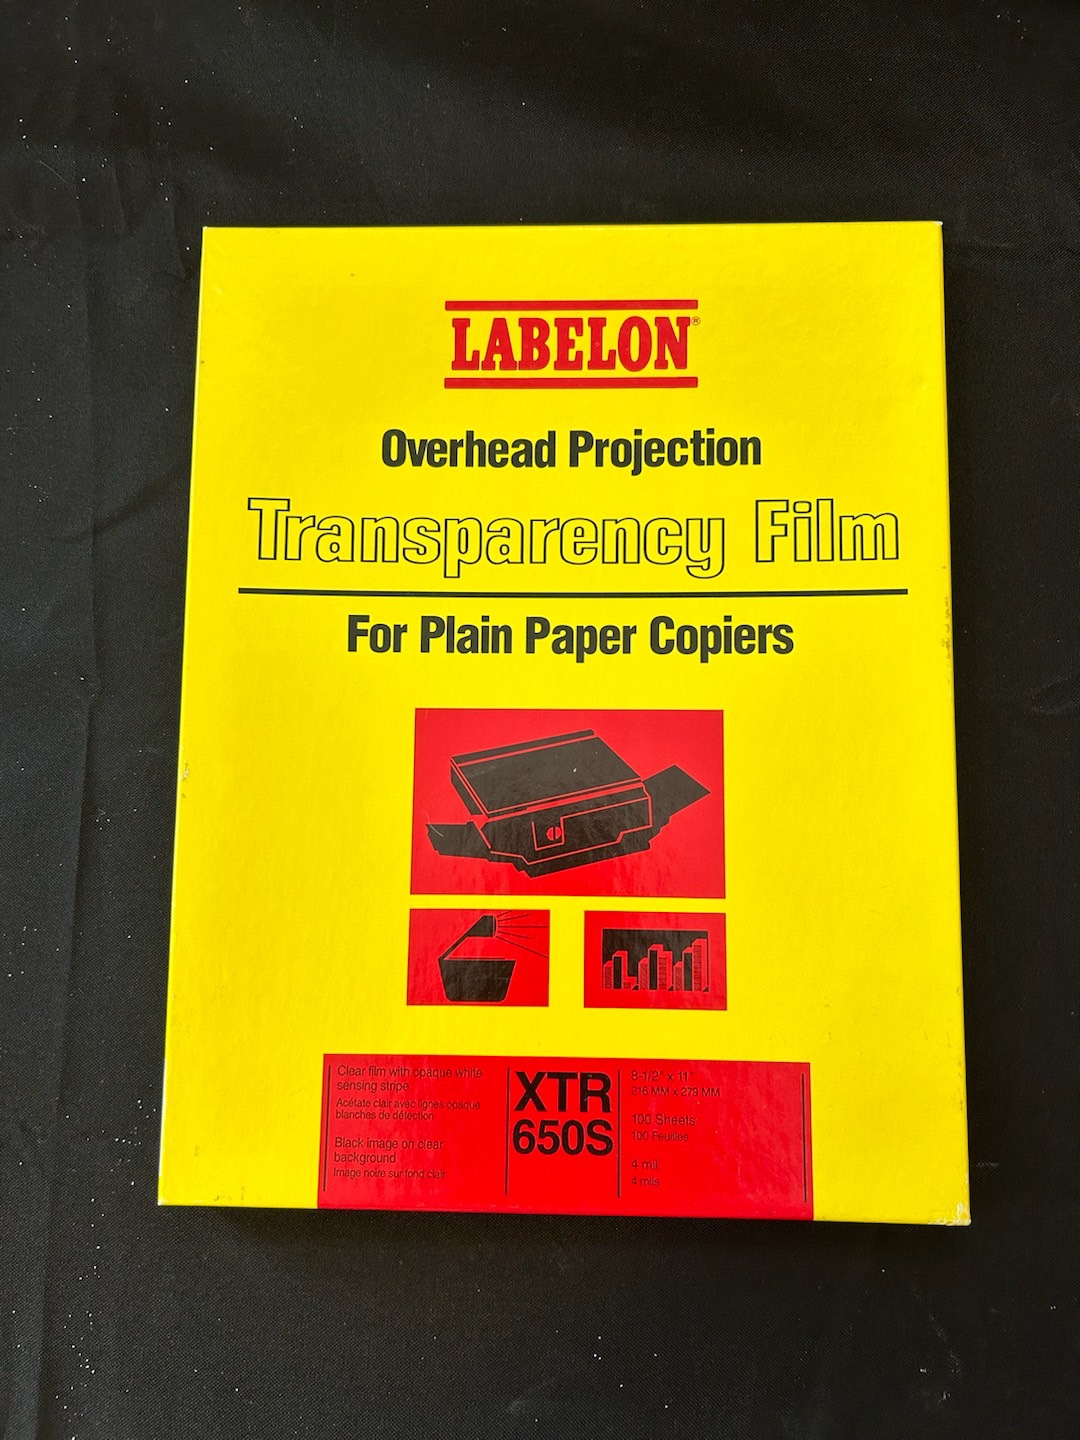 LABELON®
Overhead Projection
Transparency Film
For Plain Paper Copiers
Clear film with opaque white
sensing stripe
Acétate clair avec lignes opaque
blanches de détection
Black image on clear
background
Image noire sur fond clair
XTR
650S
8-1/2" x 11"
216 MM x 279 MM
100 Sheets
100 Feuilles
4 mil
4 mils